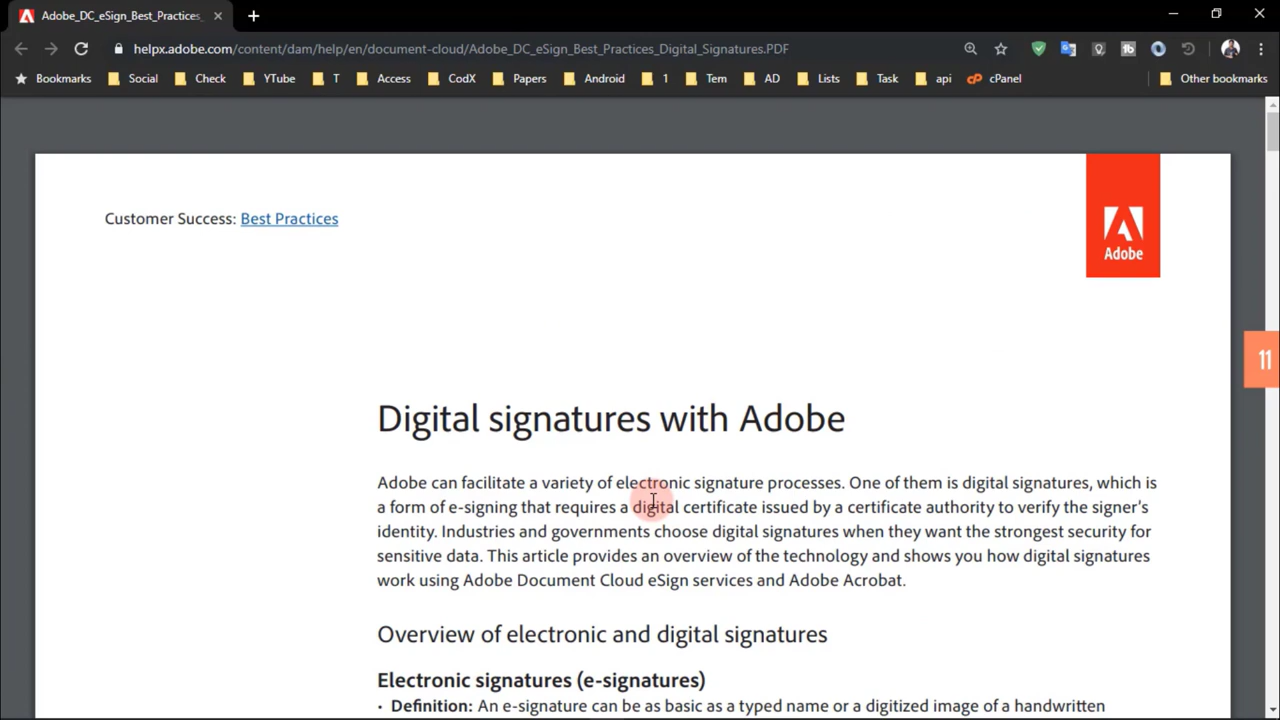 Adobe_DC_eSign_Best_Practices_
helpx.adobe.com/content/dam/help/en/document-cloud/Adobe_DC_eSign_Best_Practices_Digital_Signatures.PDF
Bookmarks Social Check YTube T Access CodX Papers Android 1 Tem AD Lists Task api cPanel Other bookmarks
Customer Success: Best Practices
Adobe
11
Digital signatures with Adobe
Adobe can facilitate a variety of electronic signature processes. One of them is digital signatures, which is
a form of e-signing that requires a digital certificate issued by a certificate authority to verify the signer's
identity. Industries and governments choose digital signatures when they want the strongest security for
sensitive data. This article provides an overview of the technology and shows you how digital signatures
work using Adobe Document Cloud eSign services and Adobe Acrobat.
Overview of electronic and digital signatures
Electronic signatures (e-signatures)
• Definition: An e-signature can be as basic as a typed name or a digitized image of a handwritten